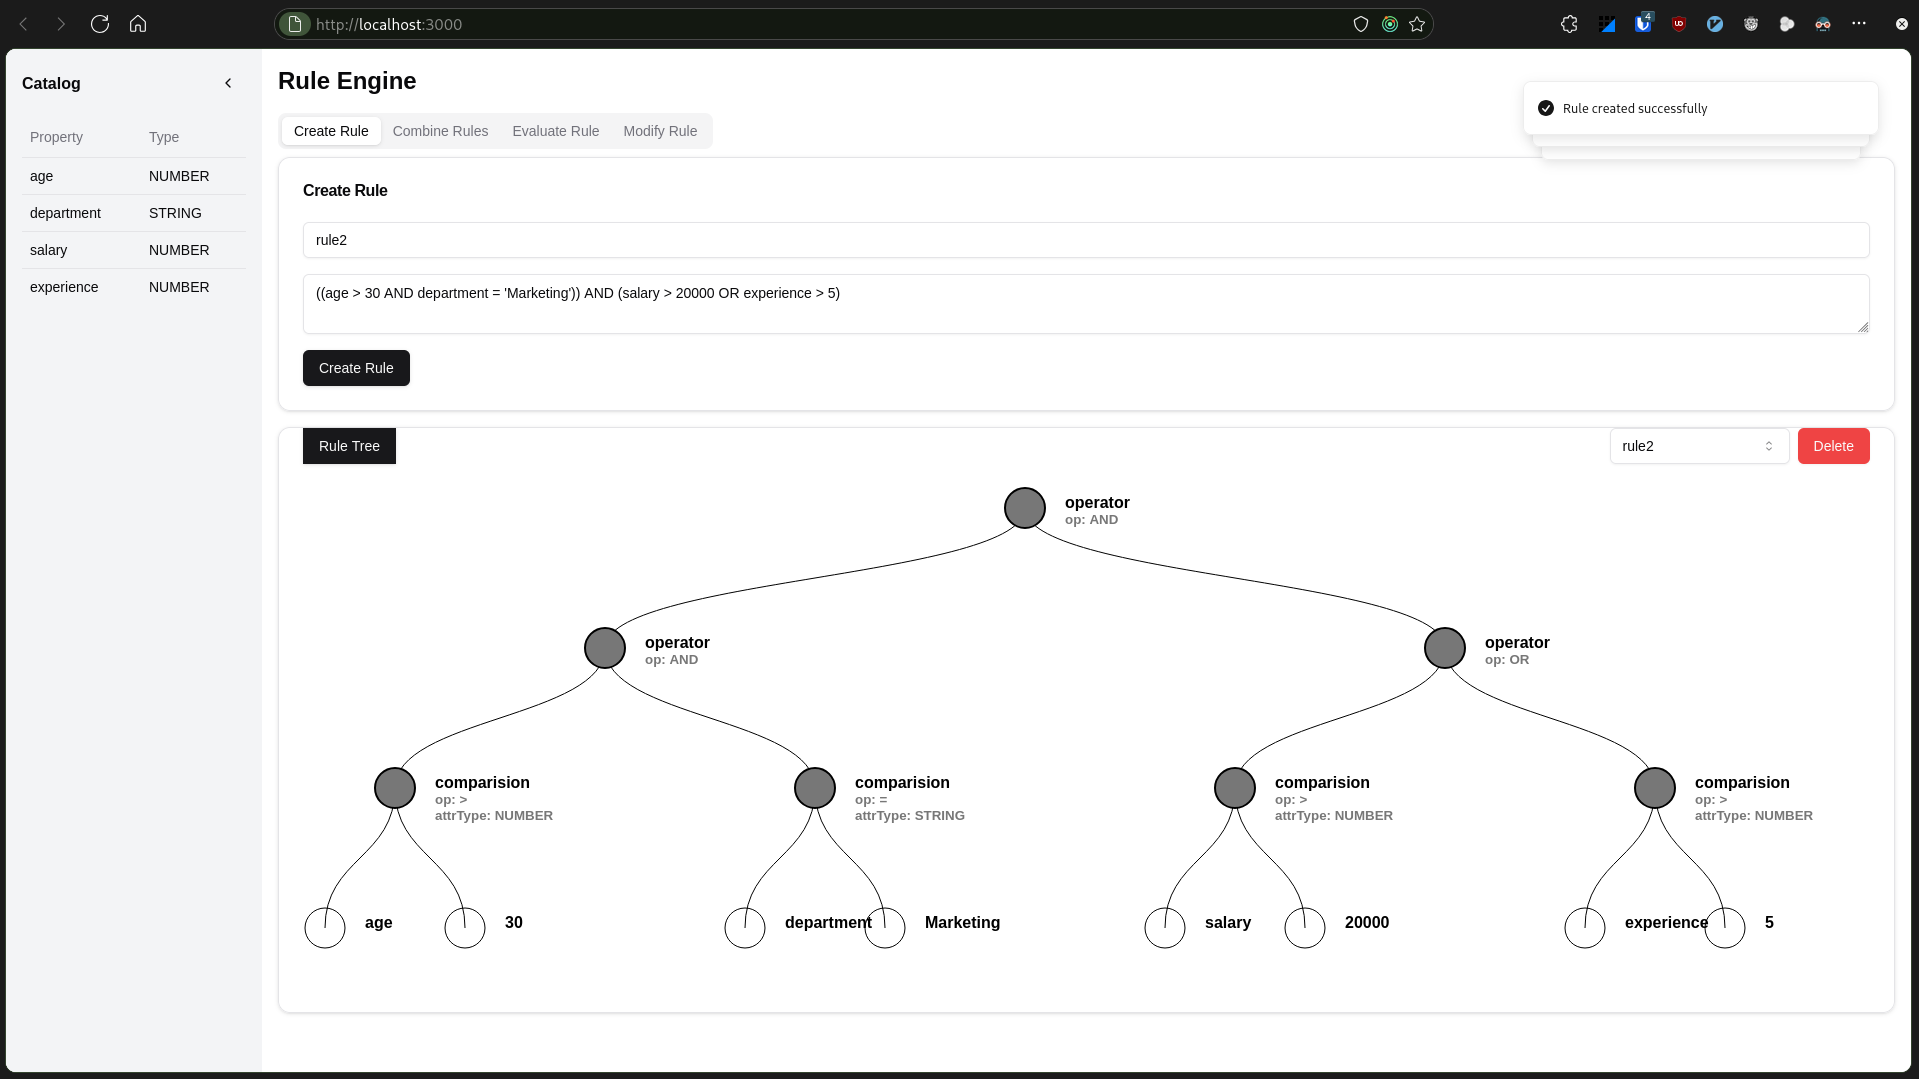 http://localhost:3000
4
Catalog
Property Type
age NUMBER
department STRING
salary NUMBER
experience NUMBER
Rule Engine
Rule created successfully
Create Rule Combine Rules Evaluate Rule Modify Rule
Create Rule
rule2
((age > 30 AND department = 'Marketing')) AND (salary > 20000 OR experience > 5)
Create Rule
Rule Tree
rule2
Delete
operator
op: AND
operator
op: AND
operator
op: OR
comparision
op: >
attrType: NUMBER
comparision
op: =
attrType: STRING
comparision
op: >
attrType: NUMBER
comparision
op: >
attrType: NUMBER
age 30 department Marketing salary 20000 experience 5